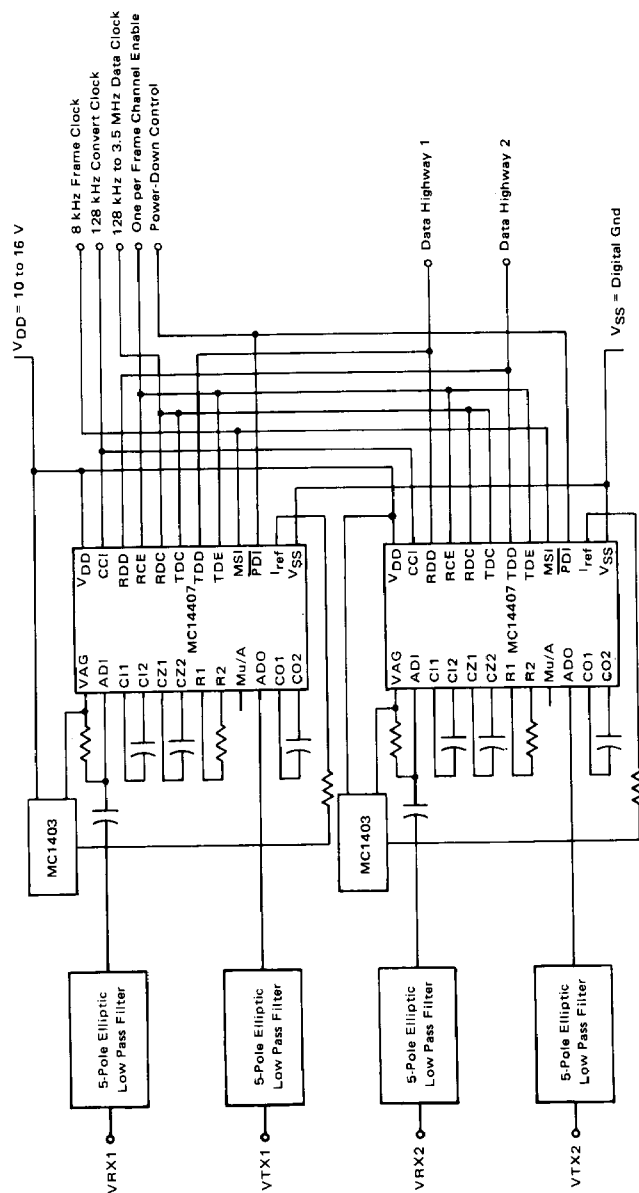 VDD = 10 to 16 V
8 kHz Frame Clock
128 kHz Convert Clock
128 kHz to 3.5 MHz Data Clock
One per Frame Channel Enable
Power-Down Control
Data Highway 1
Data Highway 2
VSS = Digital Gnd
MC1403
VAG
ADI
CI1
CI2
CZ1
CZ2
R1
R2
Mu/A
ADO
CO1
CO2
MC14407
VDD
CCI
RDD
RCE
RDC
TDC
TDD
TDE
MSI
PDI
Iref
VSS
MC1403
VAG
ADI
CI1
CI2
CZ1
CZ2
R1
R2
Mu/A
ADO
CO1
CO2
MC14407
VDD
CCI
RDD
RCE
RDC
TDC
TDD
TDE
MSI
PDI
Iref
VSS
5-Pole Elliptic
Low Pass Filter
5-Pole Elliptic
Low Pass Filter
5-Pole Elliptic
Low Pass Filter
5-Pole Elliptic
Low Pass Filter
VRX1
VTX1
VRX2
VTX2